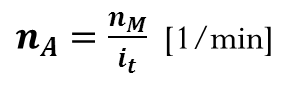 n_A = n_M / i_t [1/min]